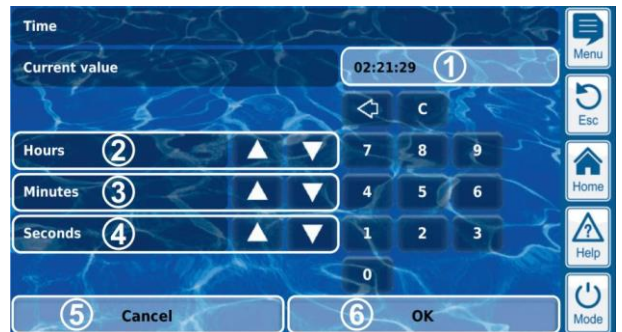 Time
Current value 02:21:29 1
C
Hours 2 7 8 9
Minutes 3 4 5 6
Seconds 4 1 2 3
0
5 Cancel 6 OK
Menu
Esc
Home
? Help
Mode